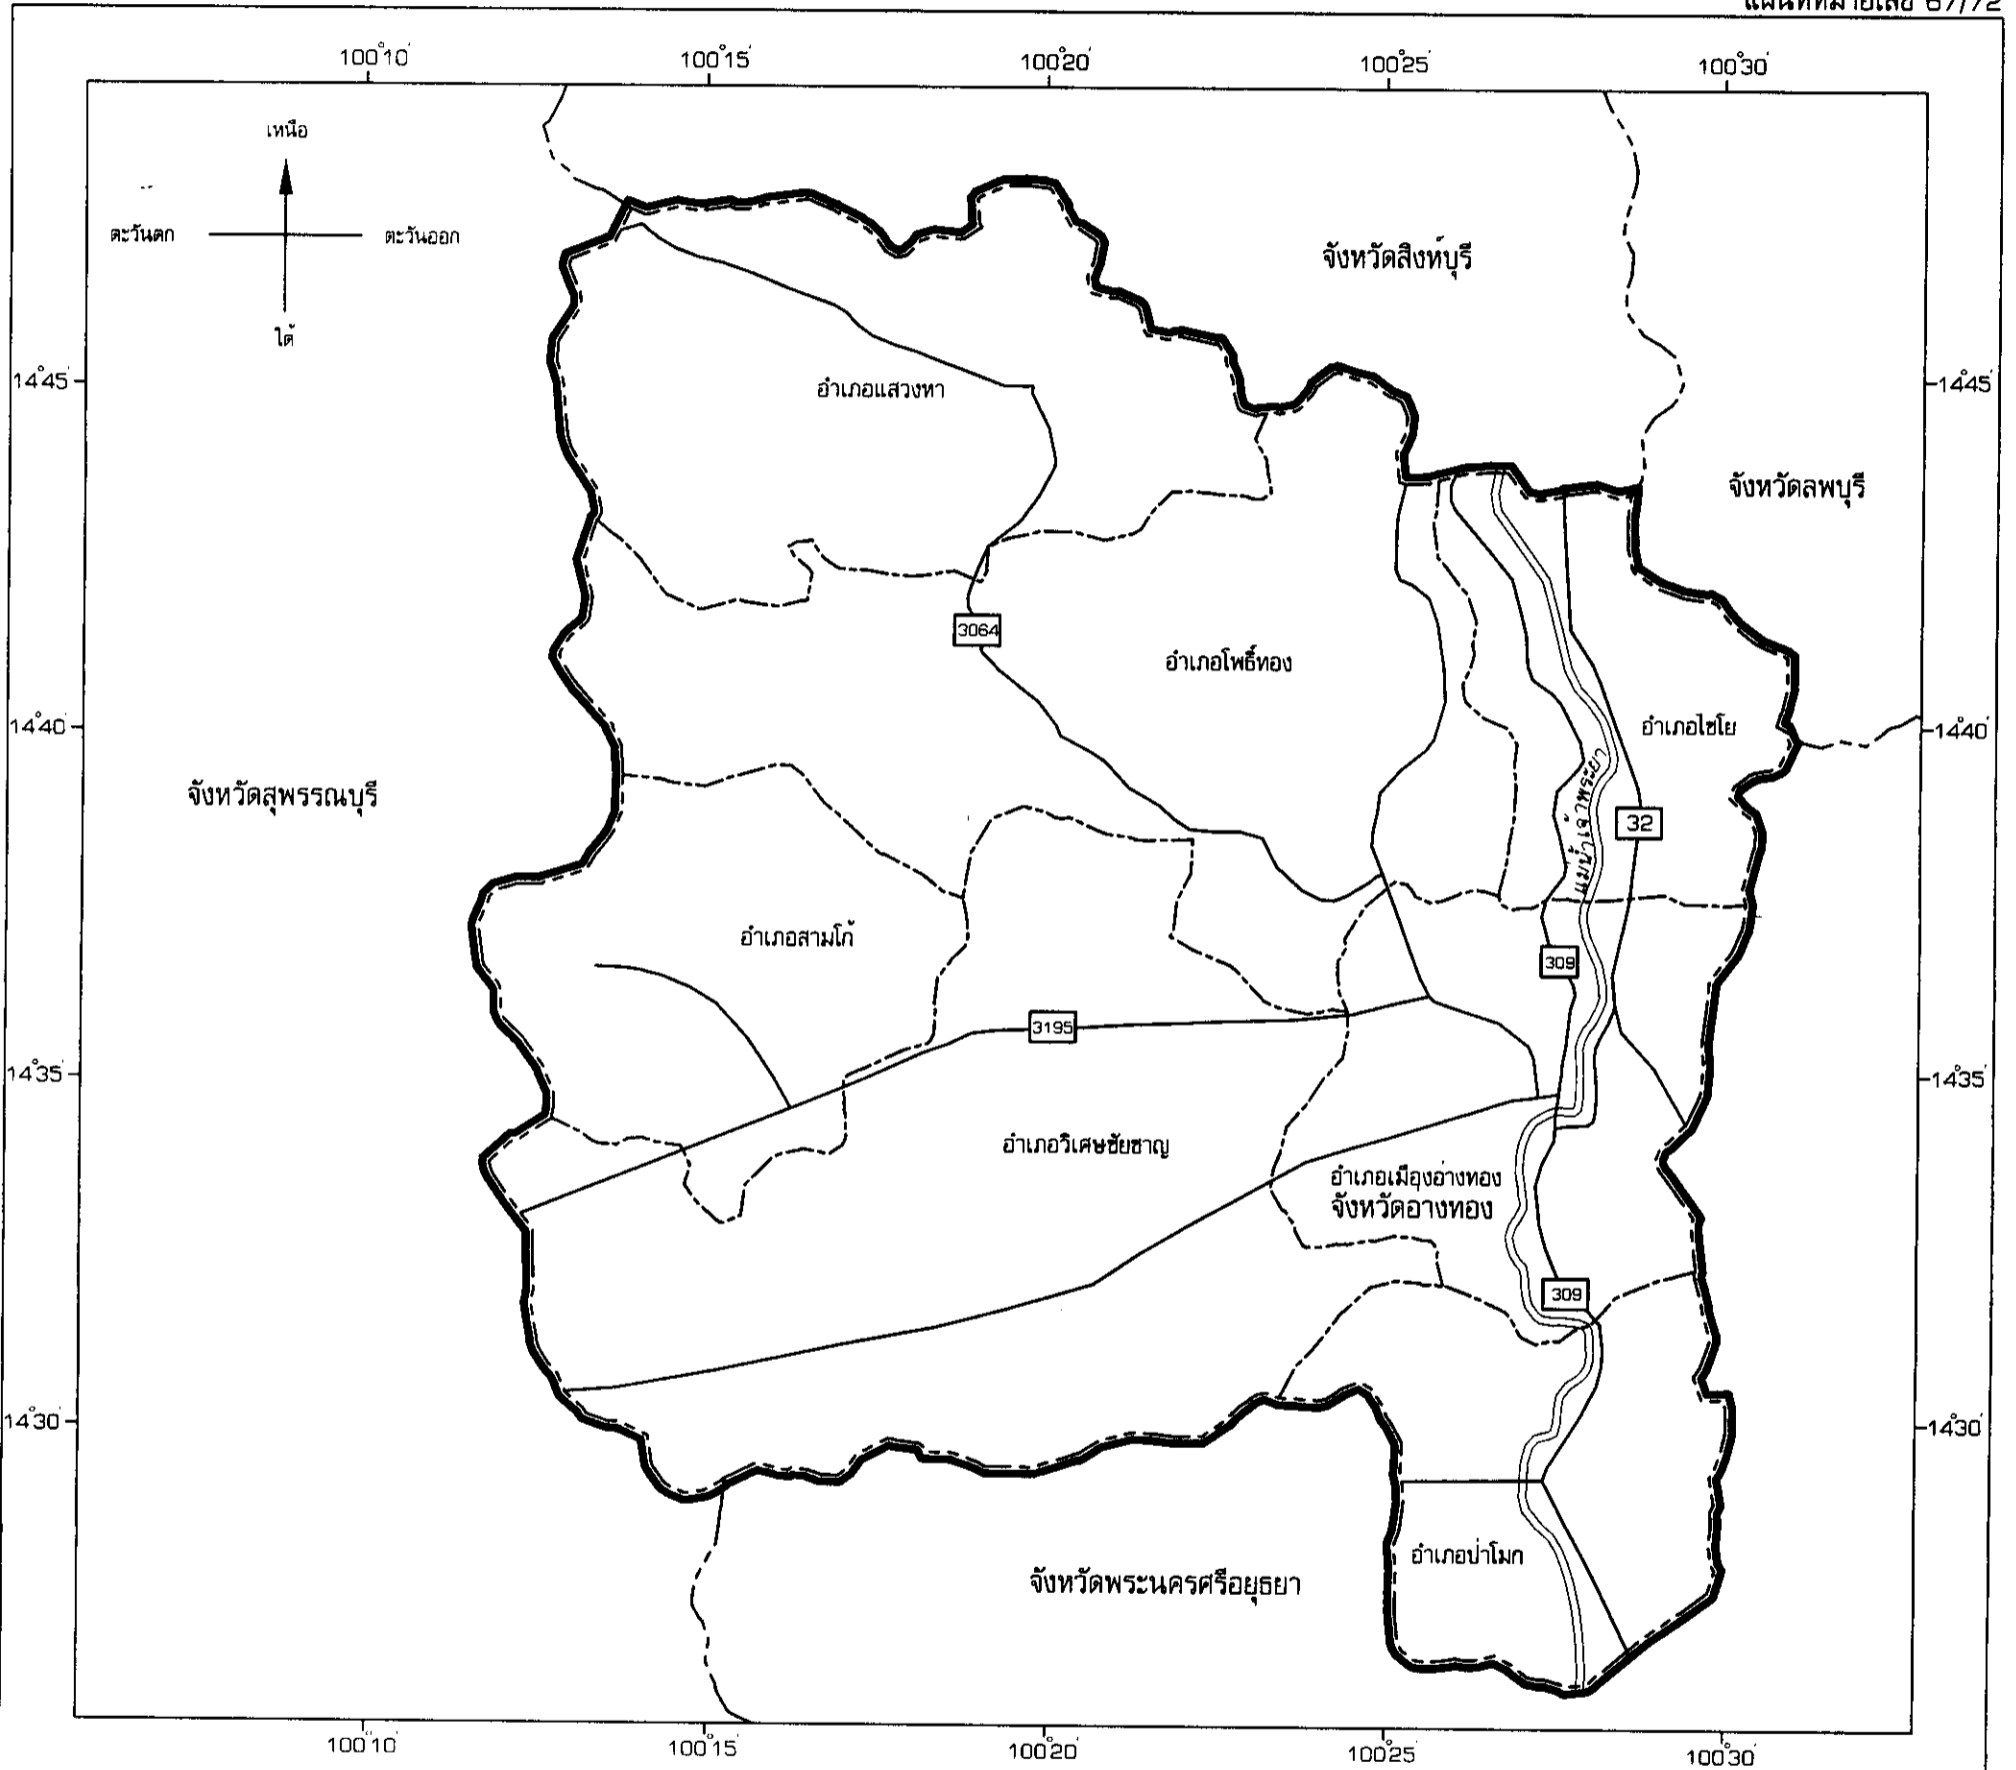 แผนที่หมายเลข 67/72
100°10′ 100°15′ 100°20′ 100°25′ 100°30′
เหนือ
ตะวันตก ตะวันออก
ใต้
จังหวัดสิงห์บุรี
14°45′ 14°45′
อำเภอแสวงหา
จังหวัดลพบุรี
3064
อำเภอโพธิ์ทอง
14°40′ 14°40′
อำเภอไชโย
จังหวัดสุพรรณบุรี
แม่น้ำเจ้าพระยา
32
อำเภอสามโก้
309
3195
14°35′ 14°35′
อำเภอวิเศษชัยชาญ
อำเภอเมืองอ่างทอง
จังหวัดอ่างทอง
309
14°30′ 14°30′
อำเภอป่าโมก
จังหวัดพระนครศรีอยุธยา
100°10′ 100°15′ 100°20′ 100°25′ 100°30′